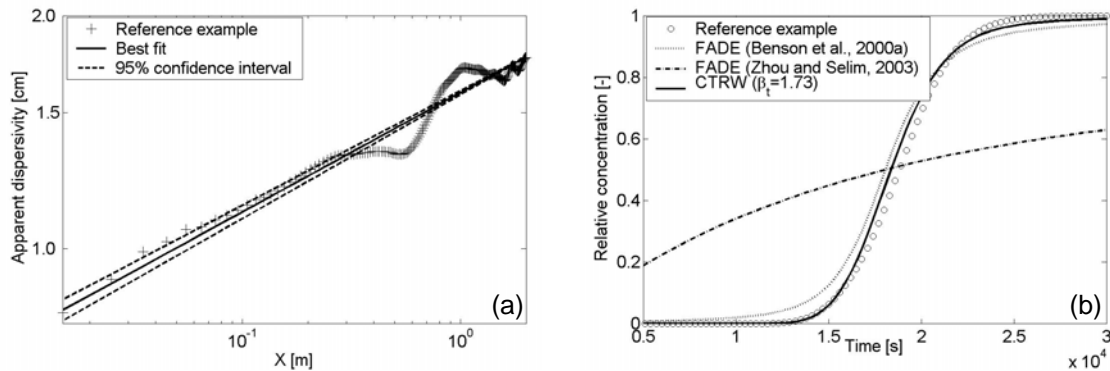 2.0
1.5
1.0
Apparent dispersivity [cm]
Reference example
Best fit
95% confidence interval
10⁻¹
10⁰
X [m]
(a)
1
0.8
0.6
0.4
0.2
0
Relative concentration [-]
Reference example
FADE (Benson et al., 2000a)
FADE (Zhou and Selim, 2003)
CTRW (βt=1.73)
0.5
1
1.5
2
2.5
3
Time [s]
x 10⁴
(b)